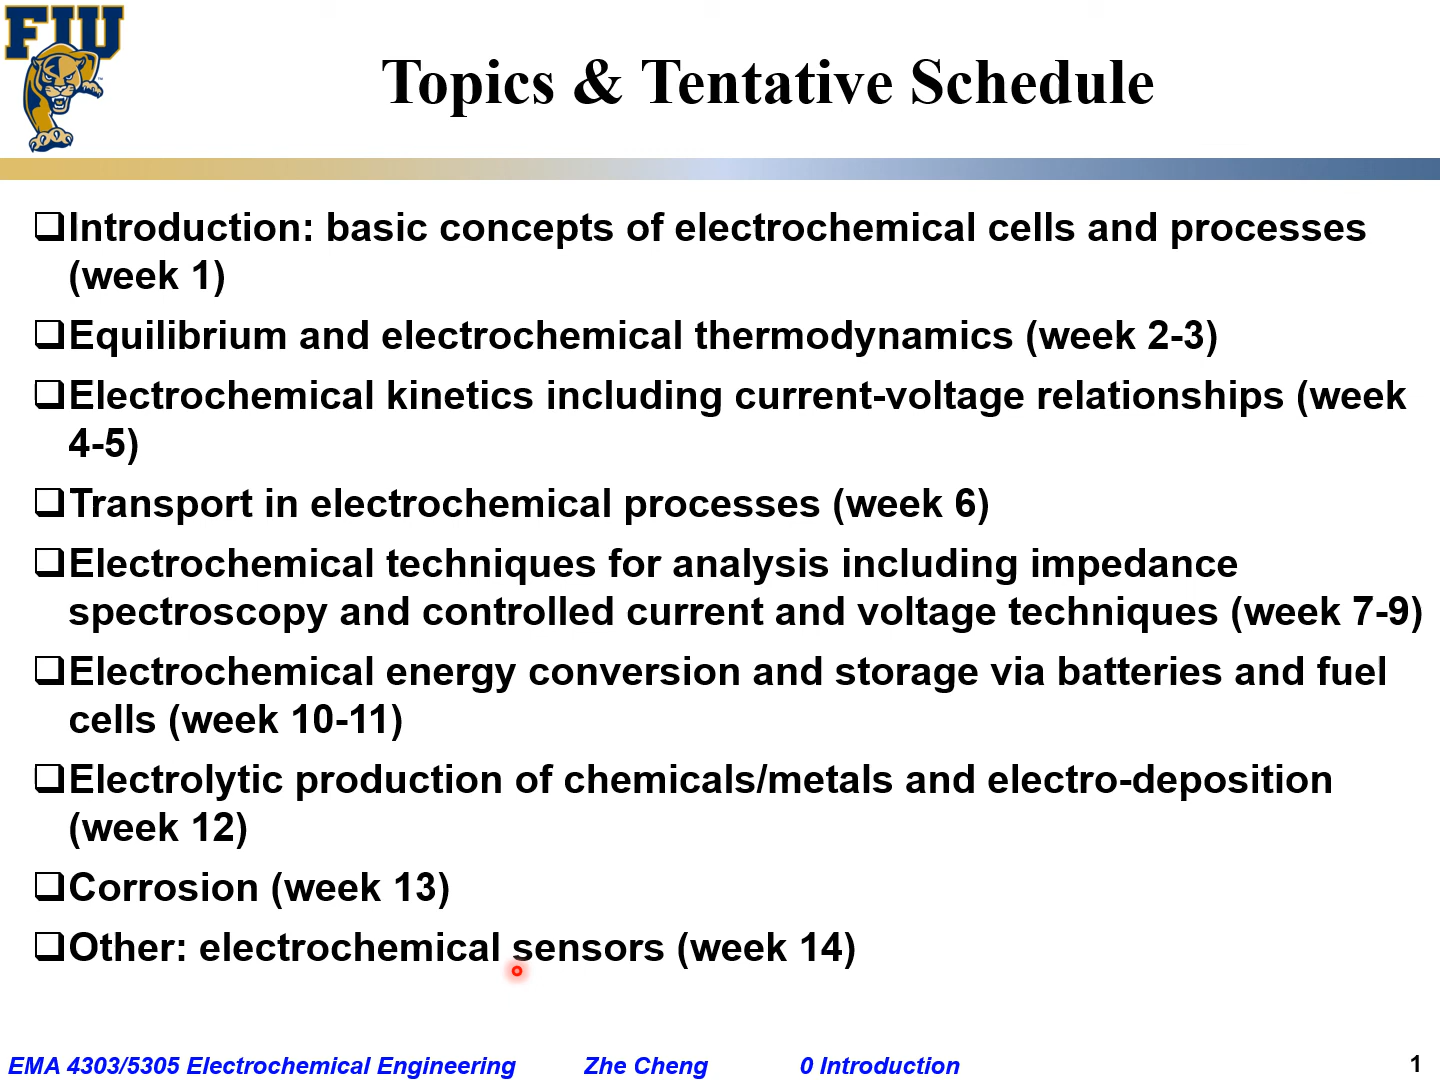 FIU
Topics & Tentative Schedule
❑Introduction: basic concepts of electrochemical cells and processes
(week 1)
❑Equilibrium and electrochemical thermodynamics (week 2-3)
❑Electrochemical kinetics including current-voltage relationships (week
4-5)
❑Transport in electrochemical processes (week 6)
❑Electrochemical techniques for analysis including impedance
spectroscopy and controlled current and voltage techniques (week 7-9)
❑Electrochemical energy conversion and storage via batteries and fuel
cells (week 10-11)
❑Electrolytic production of chemicals/metals and electro-deposition
(week 12)
❑Corrosion (week 13)
❑Other: electrochemical sensors (week 14)
EMA 4303/5305 Electrochemical Engineering Zhe Cheng 0 Introduction 1